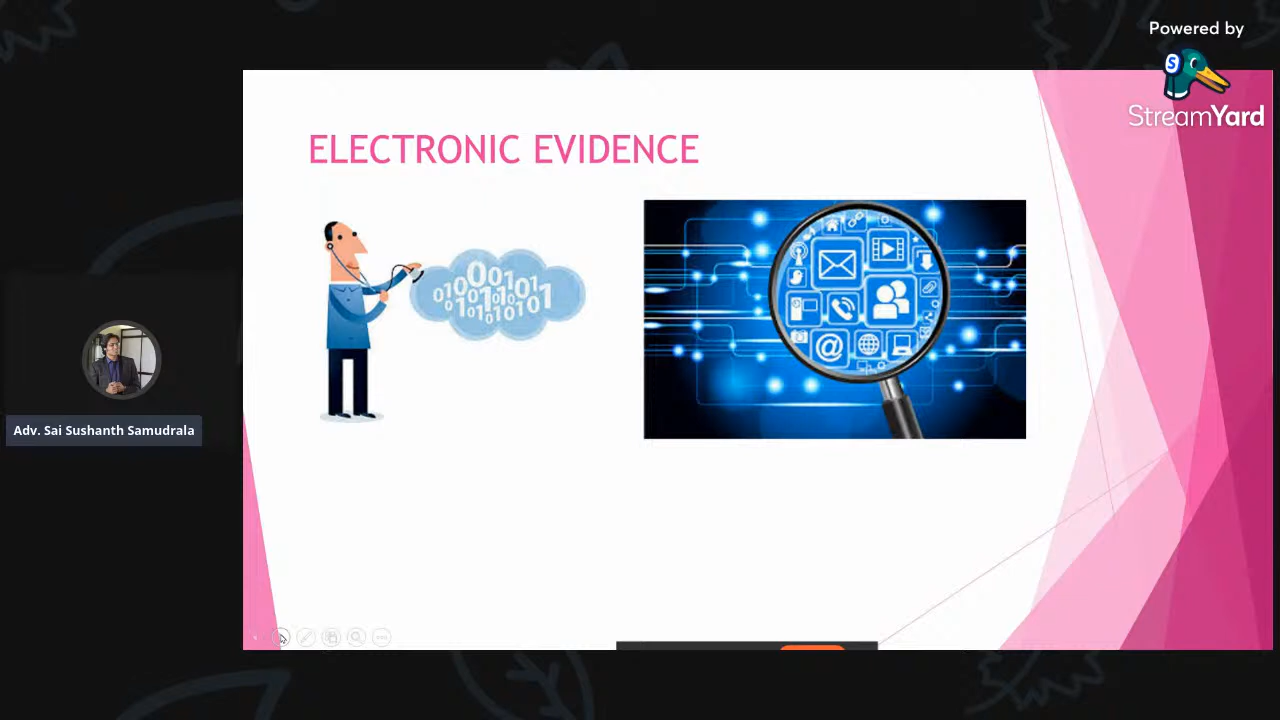 Powered by
StreamYard
ELECTRONIC EVIDENCE
Adv. Sai Sushanth Samudrala